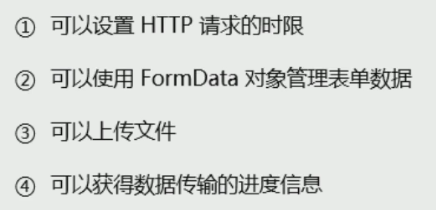 ① 可以设置 HTTP 请求的时限
② 可以使用 FormData 对象管理表单数据
③ 可以上传文件
④ 可以获得数据传输的进度信息